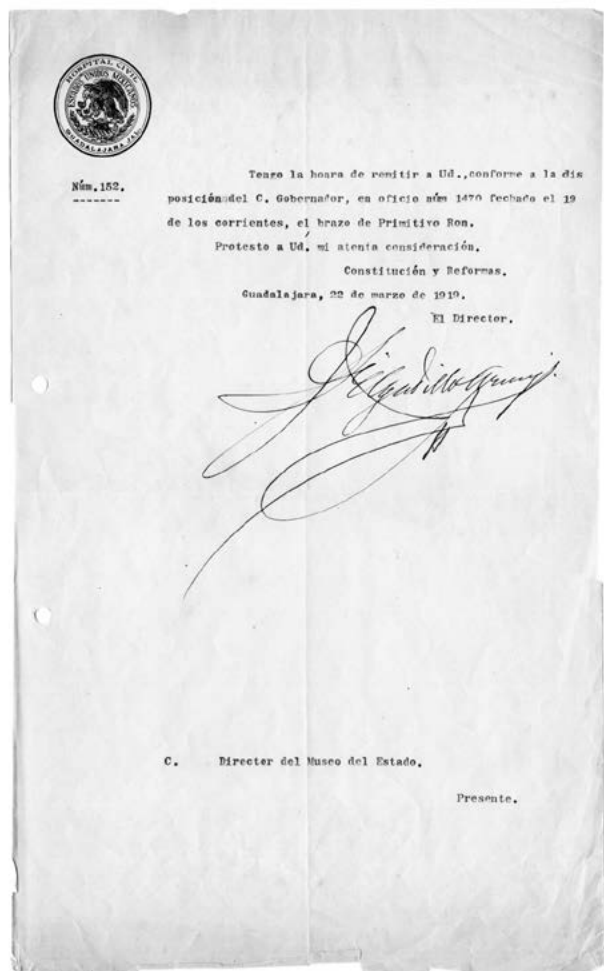 HOSPITAL CIVIL
ESTADOS UNIDOS MEXICANOS
GUADALAJARA JAL.
Núm. 152.
Tengo la honra de remitir a Ud., conforme a la dis
posición del C. Gobernador, en oficio núm 1470 fechado el 19
de los corrientes, el brazo de Primitivo Ron.
Protesto a Ud. mi atenta consideración.
Constitución y Reformas.
Guadalajara, 22 de marzo de 1919.
El Director.
C. Director del Museo del Estado.
Presente.